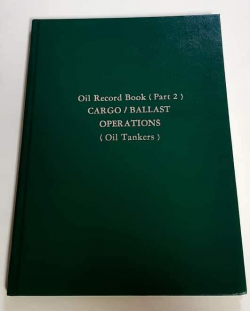 Oil Record Book ( Part 2 )
CARGO / BALLAST
OPERATIONS
( Oil Tankers )